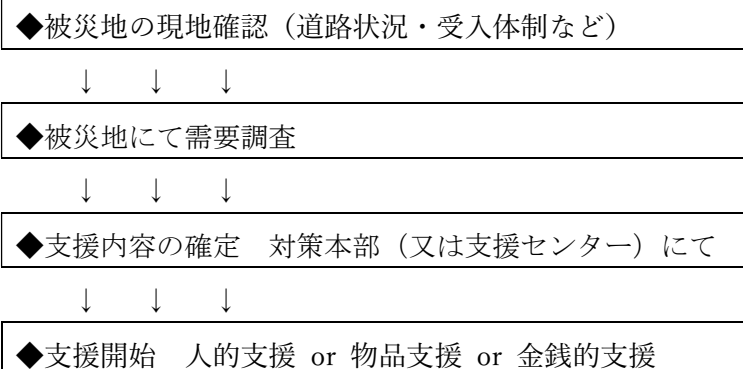 ◆被災地の現地確認（道路状況・受入体制など）
↓ ↓ ↓
◆被災地にて需要調査
↓ ↓ ↓
◆支援内容の確定　対策本部（又は支援センター）にて
↓ ↓ ↓
◆支援開始　人的支援 or 物品支援 or 金銭的支援